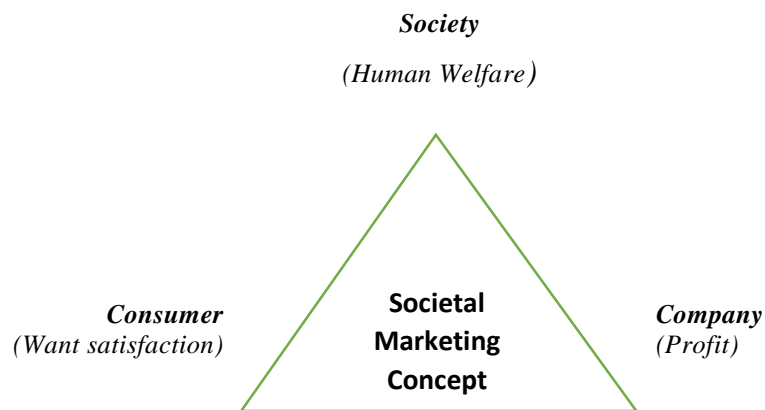 Society
(Human Welfare)
Societal
Marketing
Concept
Consumer
(Want satisfaction)
Company
(Profit)